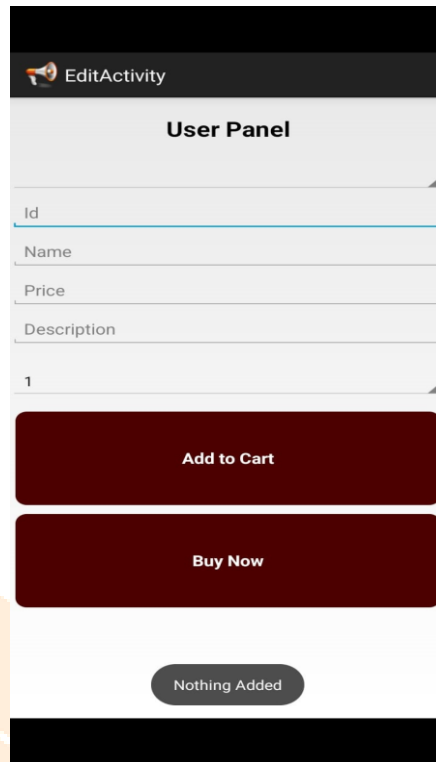 EditActivity
User Panel
Id
Name
Price
Description
1
Add to Cart
Buy Now
Nothing Added